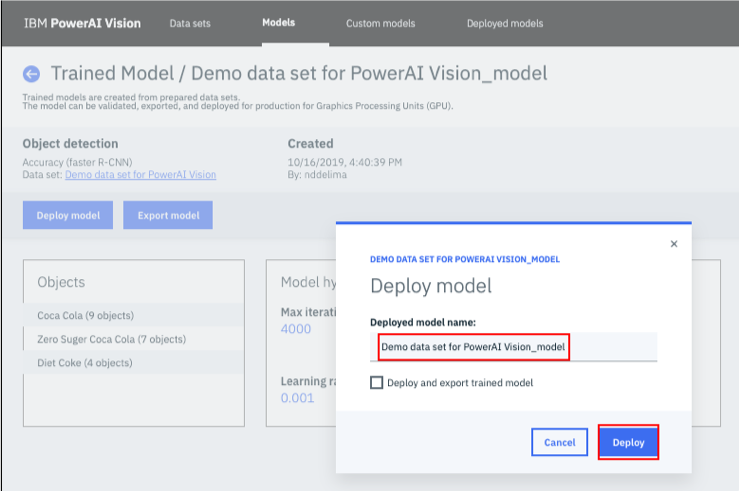 IBM PowerAI Vision Data sets Models Custom models Deployed models
Trained Model / Demo data set for PowerAI Vision_model
Trained models are created from prepared data sets.
The model can be validated, exported, and deployed for production for Graphics Processing Units (GPU).
Object detection
Accuracy (faster R-CNN)
Data set: Demo data set for PowerAI Vision
Created
10/16/2019, 4:40:39 PM
By: nddelima
Deploy model Export model
Objects
Coca Cola (9 objects)
Zero Suger Coca Cola (7 objects)
Diet Coke (4 objects)
Model
Max
4000
Learning
0.001
×
DEMO DATA SET FOR POWERAI VISION_MODEL
Deploy model
Deployed model name:
Demo data set for PowerAI Vision_model
Deploy and export trained model
Cancel Deploy